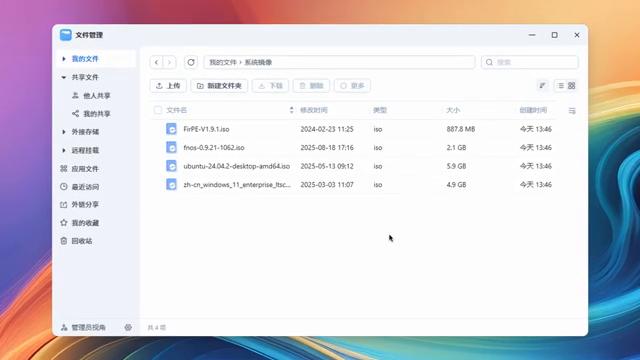 文件管理
我的文件
共享文件
他人共享
我的共享
外接存储
远程挂载
应用文件
最近访问
外链分享
我的收藏
回收站
管理员视角
我的文件 › 系统镜像
搜索
上传 新建文件夹 下载 删除 更多
文件名 修改时间 类型 大小 创建时间
FirPE-V1.9.1.iso 2024-02-23 11:25 iso 887.8 MB 今天 13:46
fnos-0.9.21-1062.iso 2025-08-18 17:16 iso 2.1 GB 今天 13:46
ubuntu-24.04.2-desktop-amd64.iso 2025-05-13 09:12 iso 5.9 GB 今天 13:46
zh-cn_windows_11_enterprise_ltsc... 2025-03-03 11:07 iso 4.9 GB 今天 13:46
共 4 项